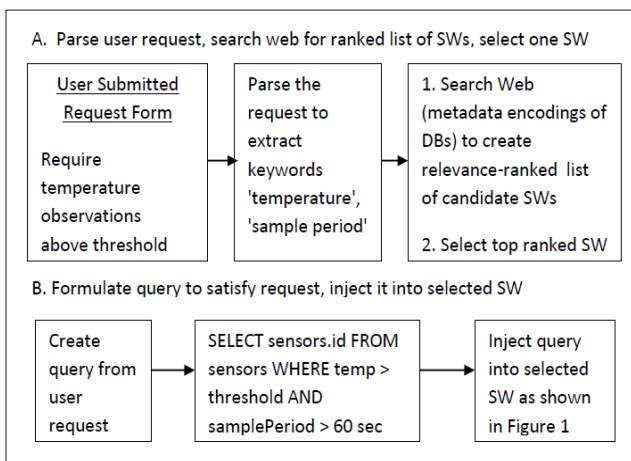 A. Parse user request, search web for ranked list of SWs, select one SW
User Submitted
Request Form
Require
temperature
observations
above threshold
Parse the
request to
extract
keywords
'temperature',
'sample period'
1. Search Web
(metadata encodings of
DBs) to create
relevance-ranked list
of candidate SWs
2. Select top ranked SW
B. Formulate query to satisfy request, inject it into selected SW
Create
query from
user
request
SELECT sensors.id FROM
sensors WHERE temp >
threshold AND
samplePeriod > 60 sec
Inject query
into selected
SW as shown
in Figure 1